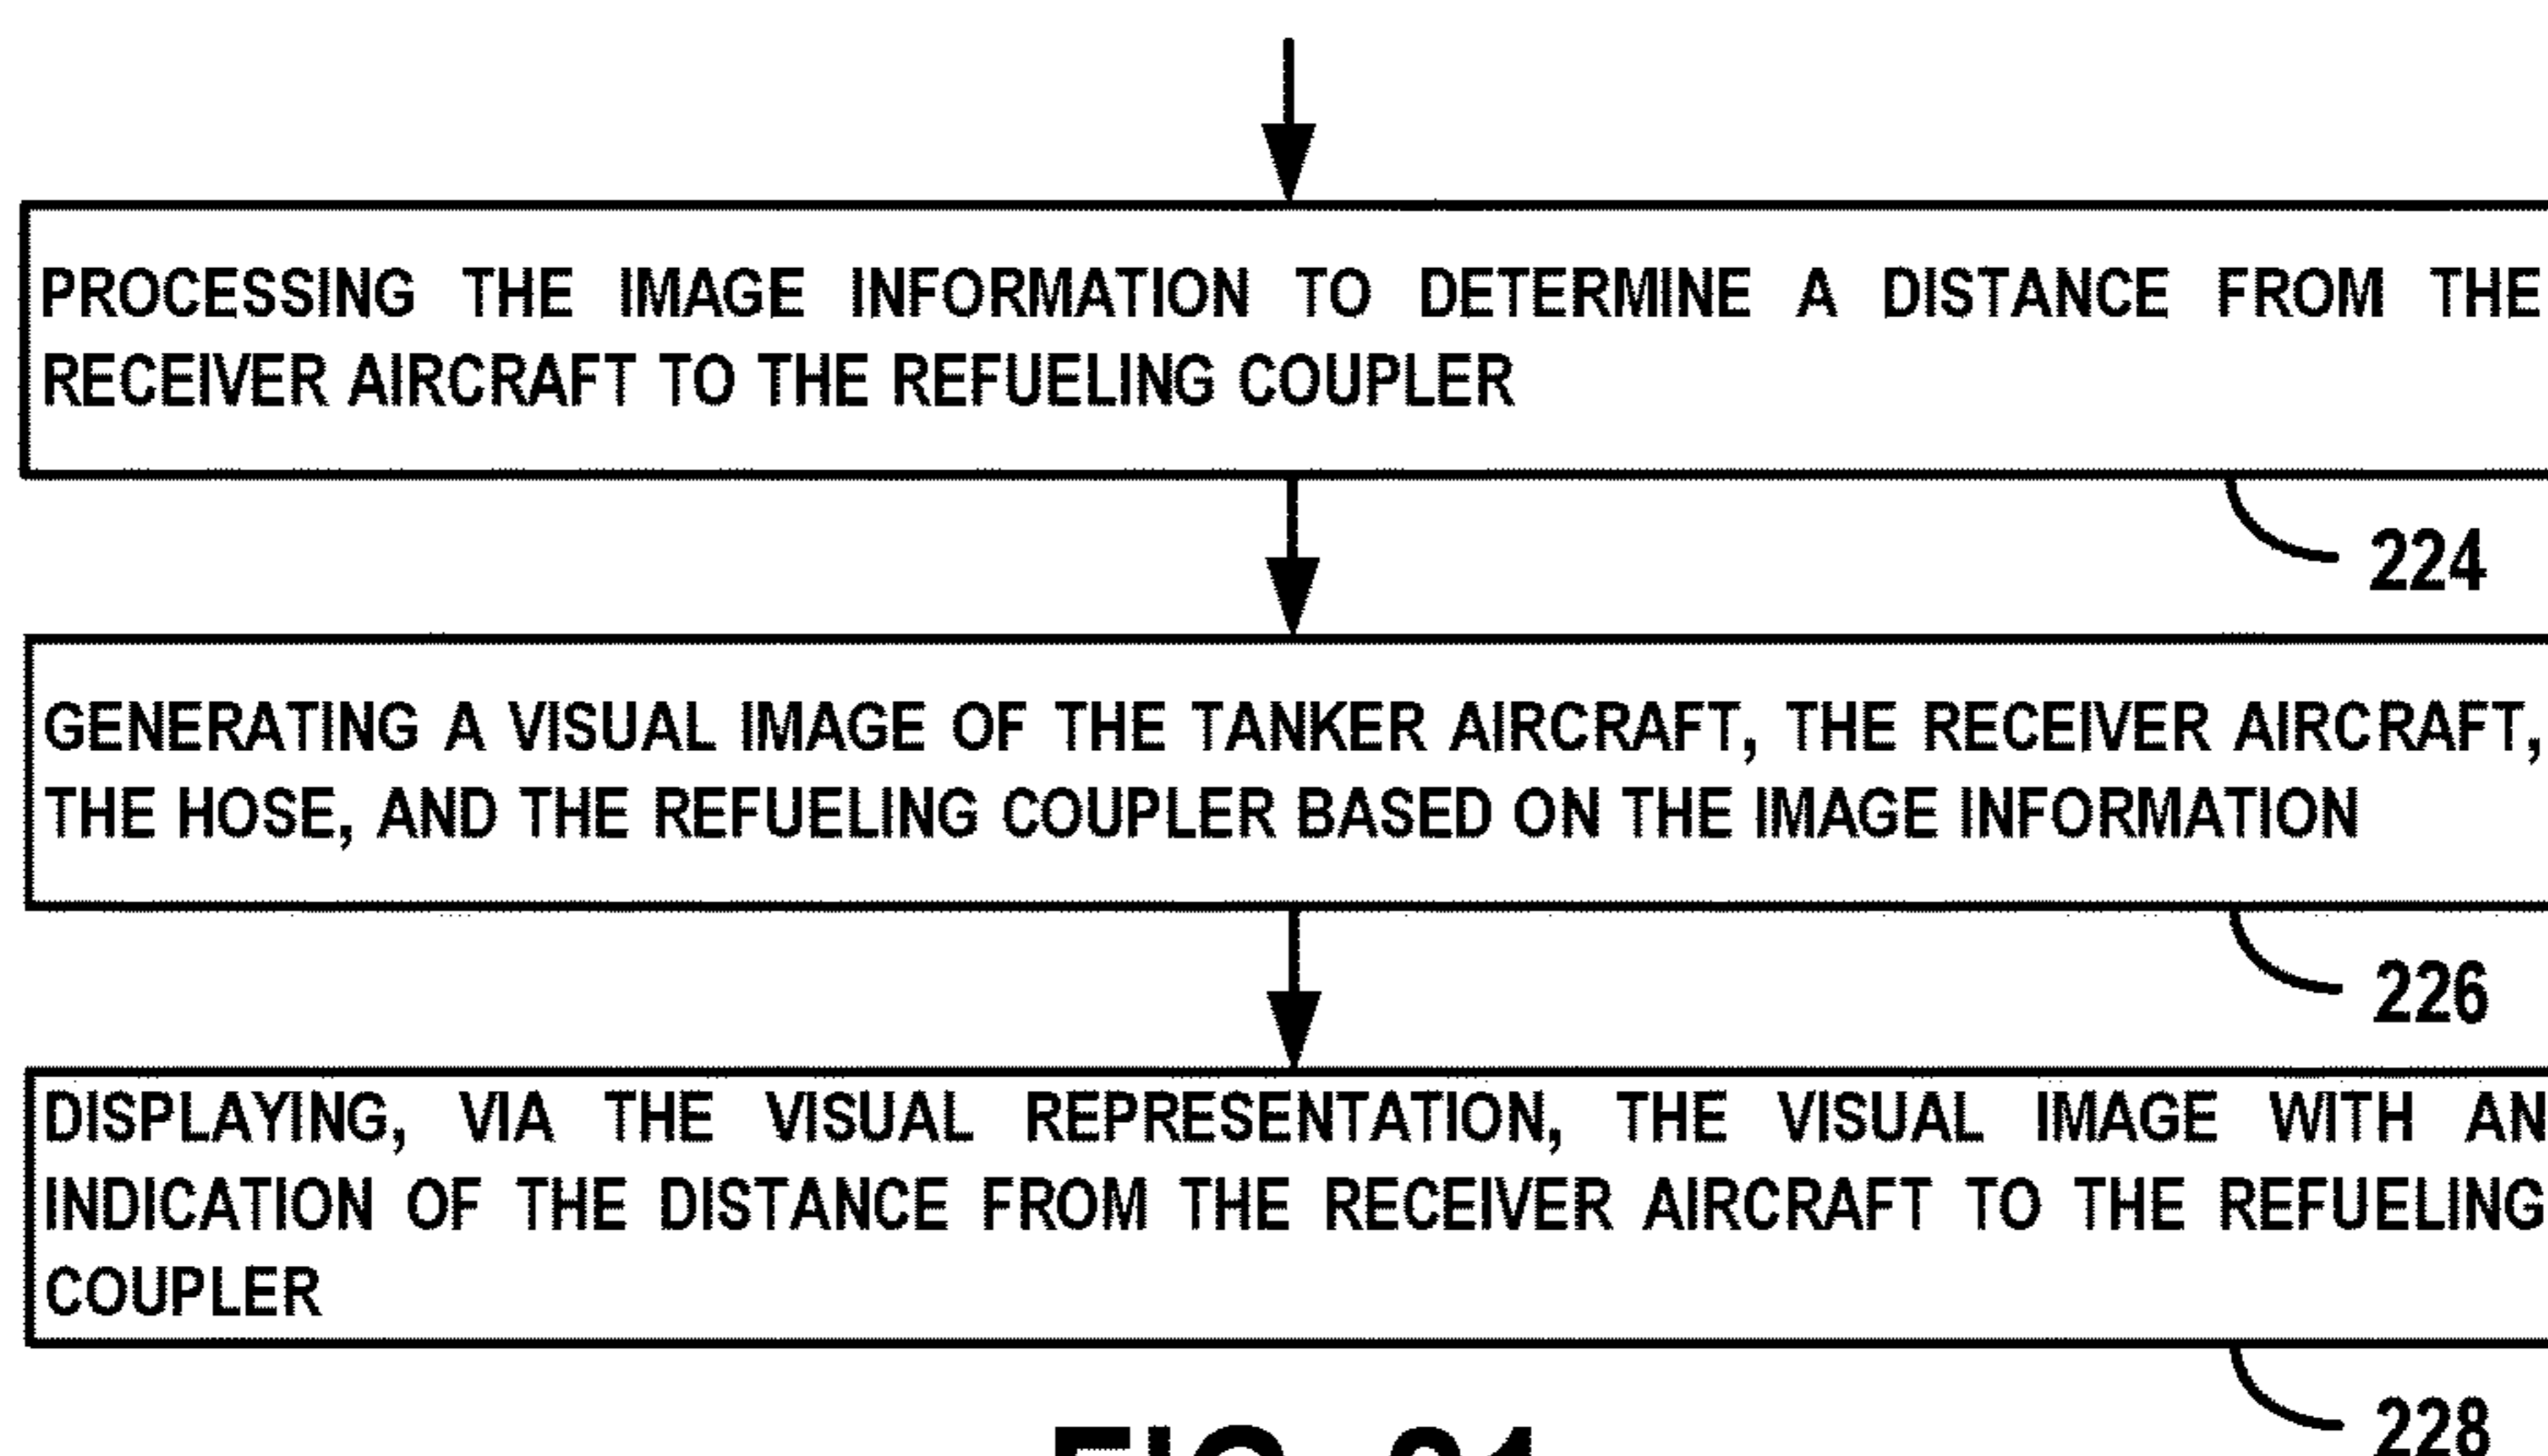 PROCESSING THE IMAGE INFORMATION TO DETERMINE A DISTANCE FROM THE
RECEIVER AIRCRAFT TO THE REFUELING COUPLER
224
GENERATING A VISUAL IMAGE OF THE TANKER AIRCRAFT, THE RECEIVER AIRCRAFT,
THE HOSE, AND THE REFUELING COUPLER BASED ON THE IMAGE INFORMATION
226
DISPLAYING, VIA THE VISUAL REPRESENTATION, THE VISUAL IMAGE WITH AN
INDICATION OF THE DISTANCE FROM THE RECEIVER AIRCRAFT TO THE REFUELING
COUPLER
228